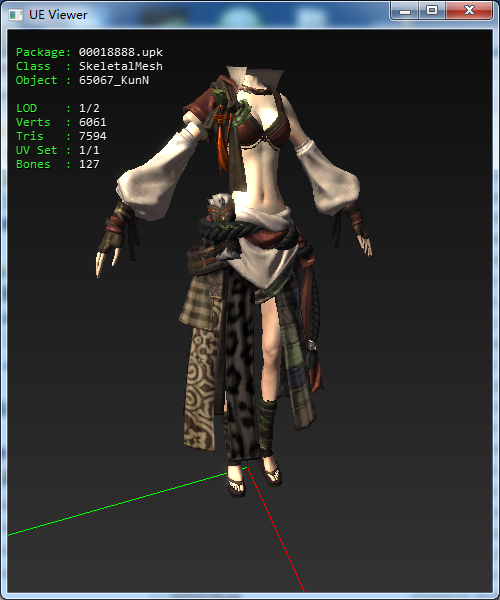 UE Viewer
Package: 00018888.upk
Class : SkeletalMesh
Object : 65067_KunN
LOD : 1/2
Verts : 6061
Tris : 7594
UV Set : 1/1
Bones : 127